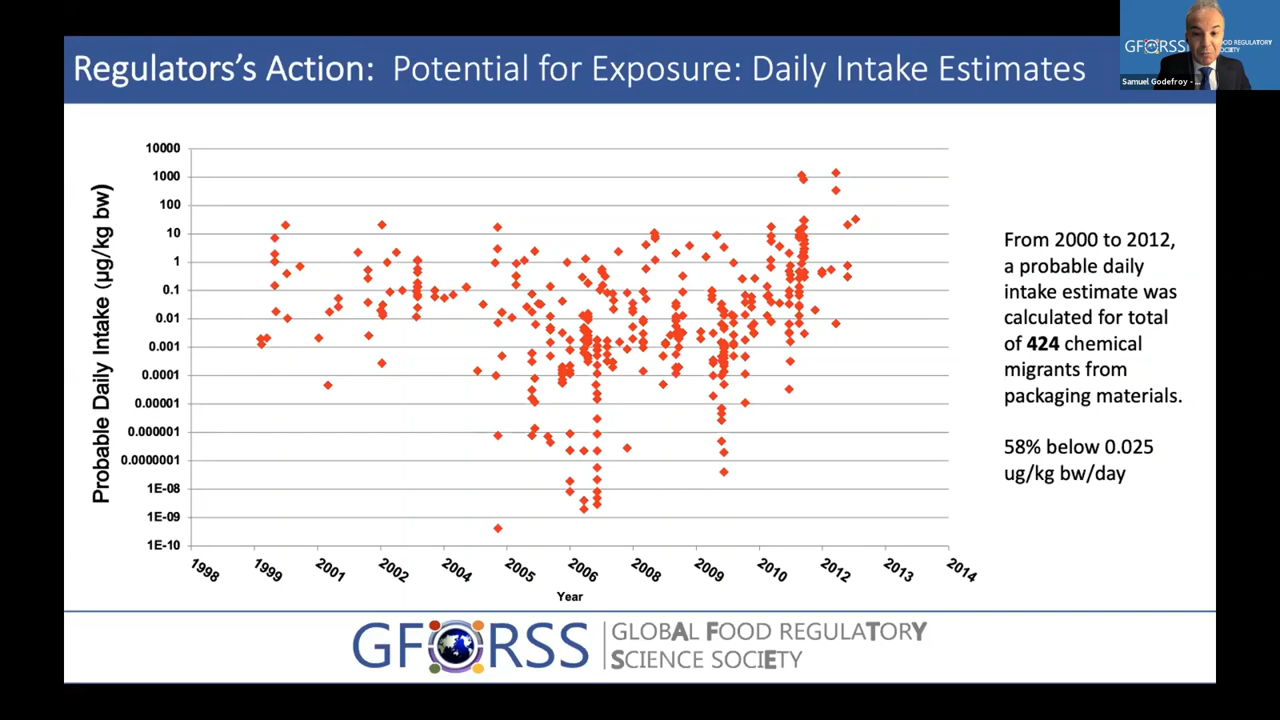 Regulators's Action: Potential for Exposure: Daily Intake Estimates
GFORSS
FOOD REGULATORY
SOCIETY
Samuel Godefroy - ...
Probable Daily Intake (µg/kg bw)
10000
1000
100
10
1
0.1
0.01
0.001
0.0001
0.00001
0.000001
0.0000001
1E-08
1E-09
1E-10
1998
1999
2001
2002
2004
2005
2006
2008
2009
2010
2012
2013
2014
Year
From 2000 to 2012,
a probable daily
intake estimate was
calculated for total
of 424 chemical
migrants from
packaging materials.
58% below 0.025
ug/kg bw/day
GFORSS
GLOBAL FOOD REGULATORY
SCIENCE SOCIETY